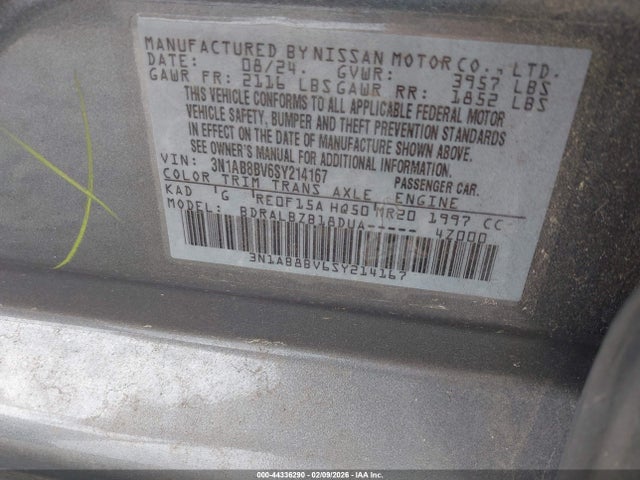 MANUFACTURED BY NISSAN MOTOR CO., LTD.
DATE: 08/24. GVWR: 3957 LBS
GAWR FR: 2116 LBS GAWR RR: 1852 LBS
THIS VEHICLE CONFORMS TO ALL APPLICABLE FEDERAL MOTOR
VEHICLE SAFETY, BUMPER AND THEFT PREVENTION STANDARDS
IN EFFECT ON THE DATE OF MANUFACTURE SHOWN ABOVE.
SEE OWNER'S MANUAL FOR ADDITIONAL INFORMATION.
VIN: 3N1AB8BV6SY214167 PASSENGER CAR.
COLOR TRIM TRANS AXLE ENGINE
KAD G RE0F15A HQ50 MR20 1997 CC
BDRALBZB18DUA----- 4Z000
3N1AB8BV6SY214167
000-44336290 - 02/09/2026 - IAA Inc.